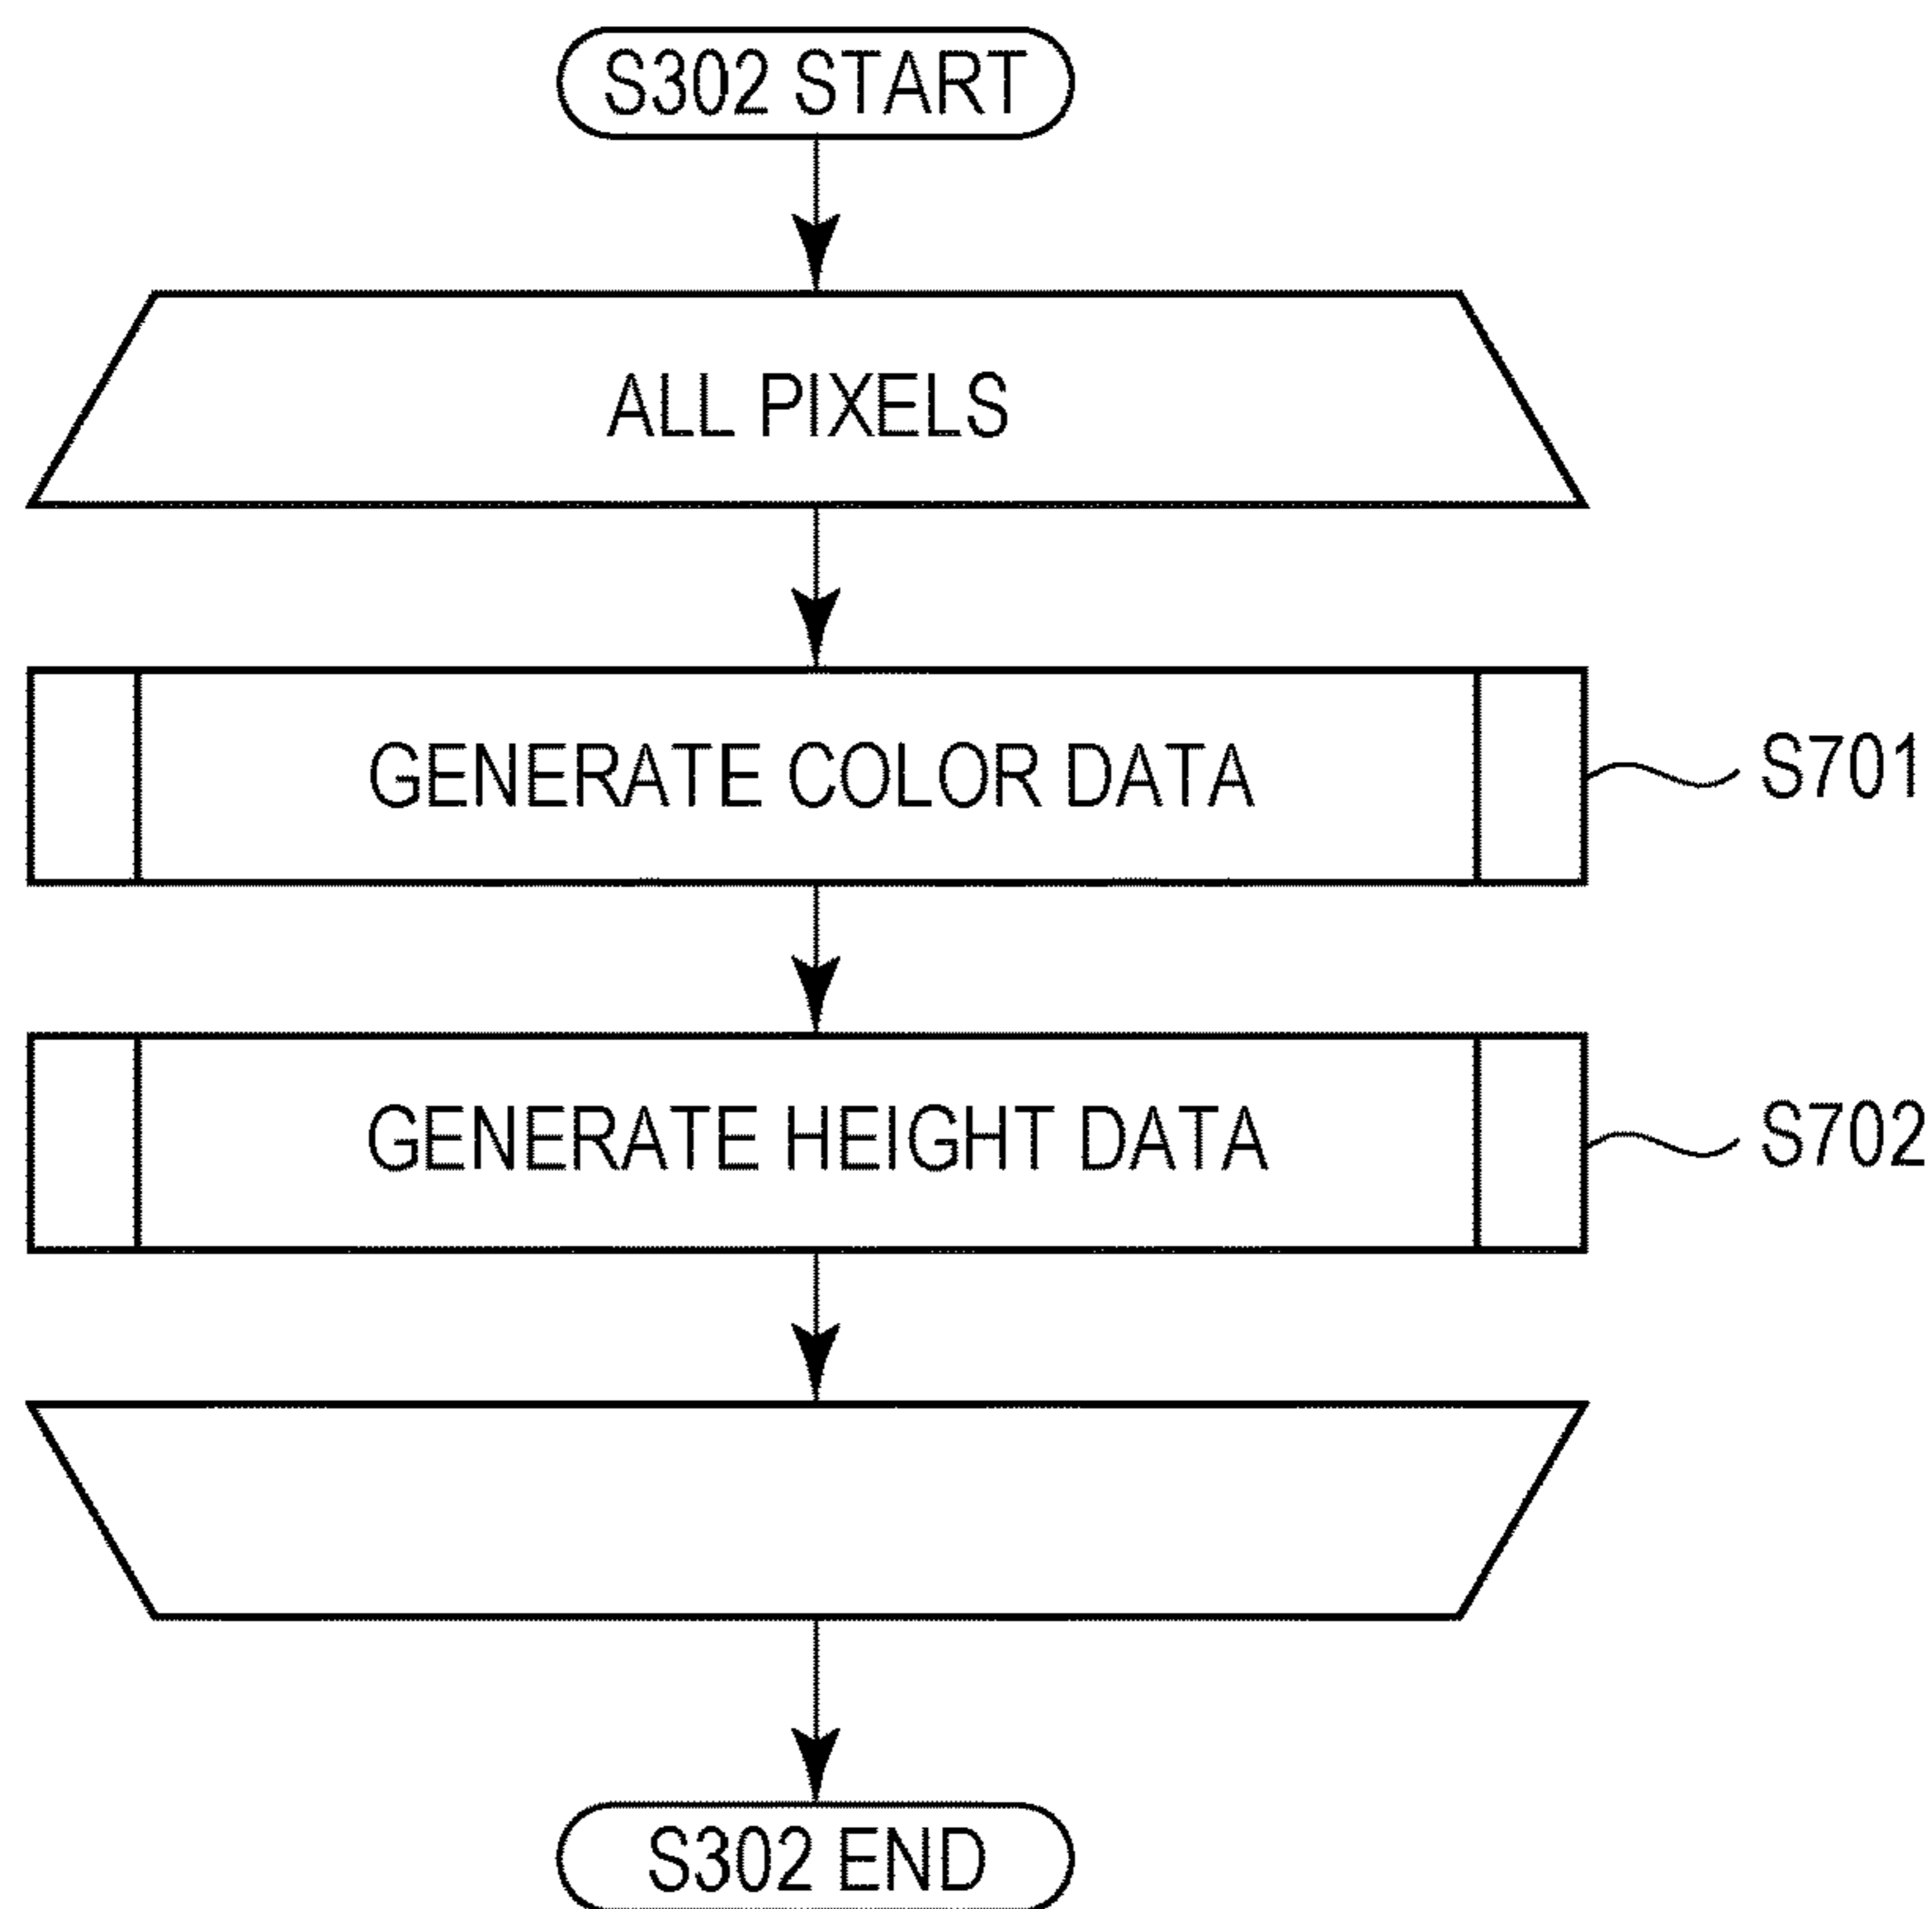 S302 START
ALL PIXELS
GENERATE COLOR DATA
S701
GENERATE HEIGHT DATA
S702
S302 END